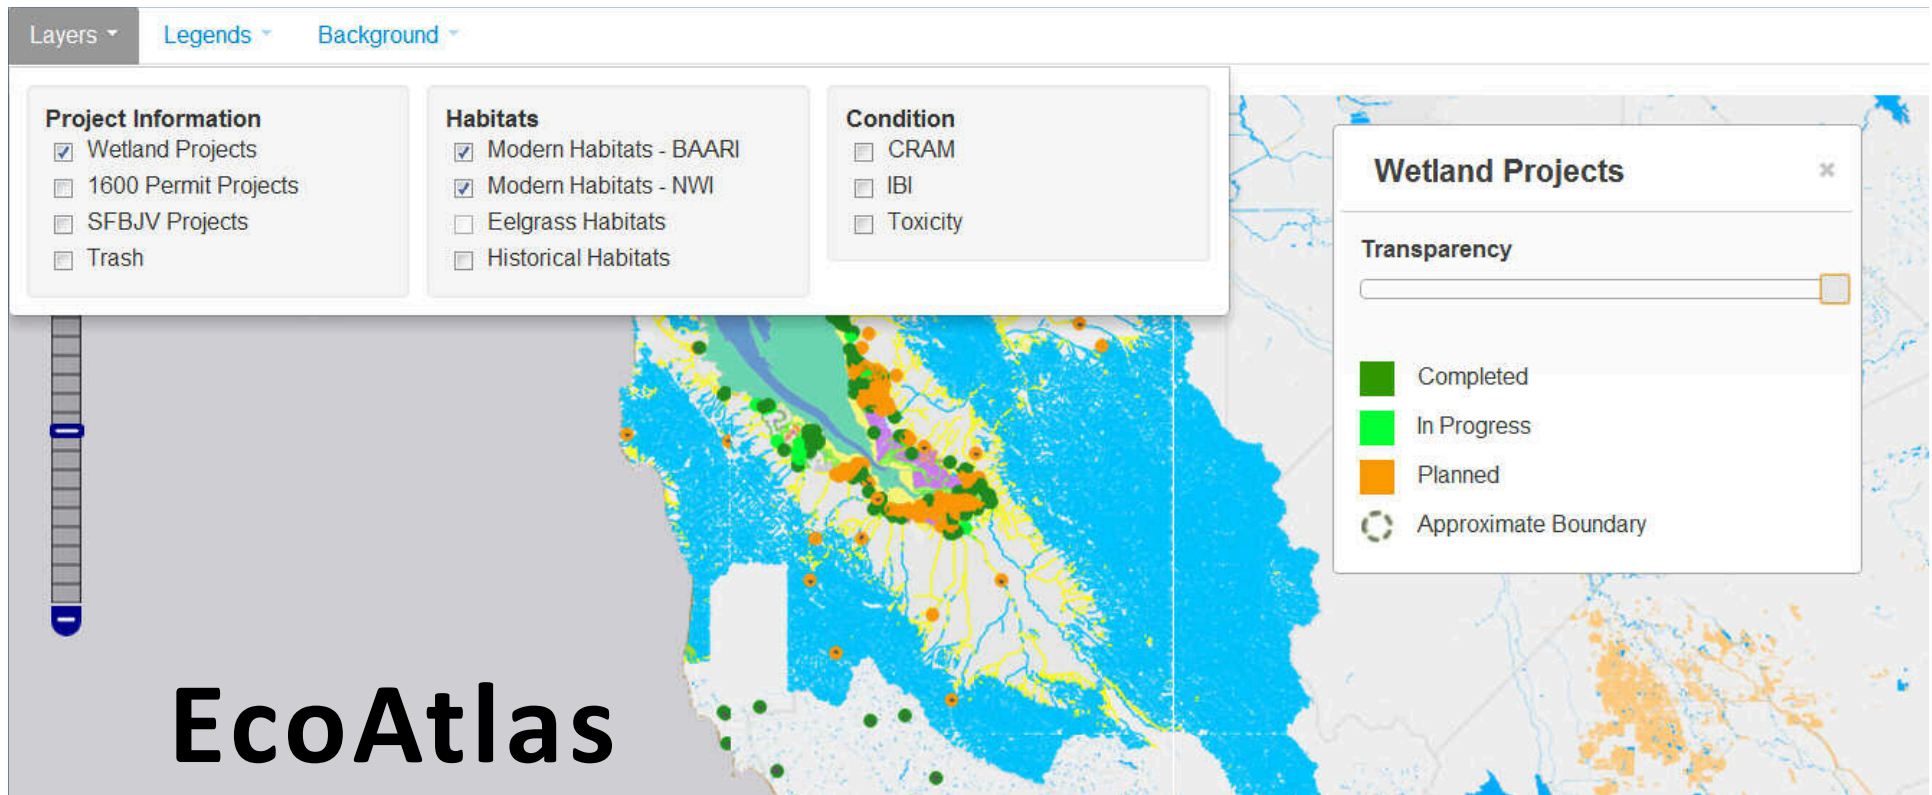 Layers
Legends
Background
Project Information
Wetland Projects
1600 Permit Projects
SFBJV Projects
Trash
Habitats
Modern Habitats - BAARI
Modern Habitats - NWI
Eelgrass Habitats
Historical Habitats
Condition
CRAM
IBI
Toxicity
Wetland Projects
Transparency
Completed
In Progress
Planned
Approximate Boundary
EcoAtlas